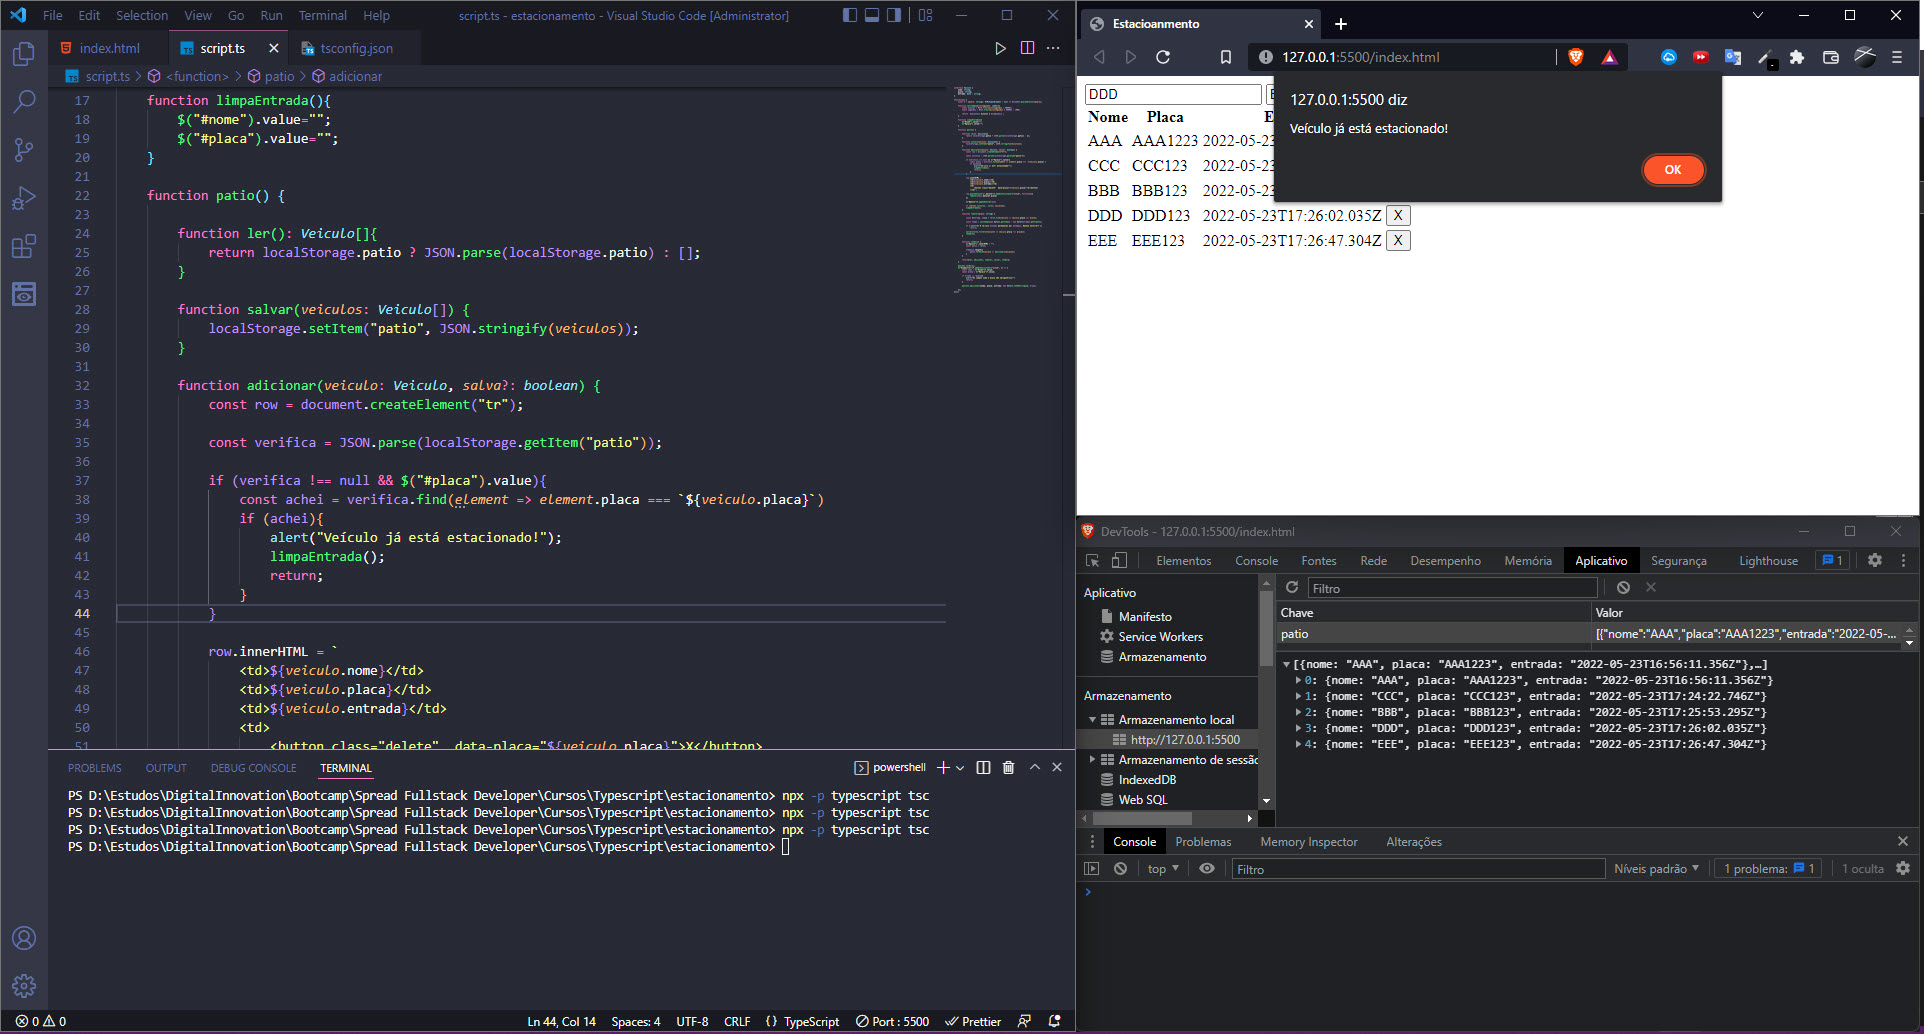 File Edit Selection View Go Run Terminal Help
script.ts - estacionamento - Visual Studio Code [Administrator]
index.html
script.ts
tsconfig.json
script.ts > <function> > patio > adicionar
17 function limpaEntrada(){
18 $("#nome").value="";
19 $("#placa").value="";
20 }
21
22 function patio() {
23
24 function ler(): Veiculo[]{
25 return localStorage.patio ? JSON.parse(localStorage.patio) : [];
26 }
27
28 function salvar(veiculos: Veiculo[]) {
29 localStorage.setItem("patio", JSON.stringify(veiculos));
30 }
31
32 function adicionar(veiculo: Veiculo, salva?: boolean) {
33 const row = document.createElement("tr");
34
35 const verifica = JSON.parse(localStorage.getItem("patio"));
36
37 if (verifica !== null && $("#placa").value){
38 const achei = verifica.find(element => element.placa === `${veiculo.placa}`)
39 if (achei){
40 alert("Veículo já está estacionado!");
41 limpaEntrada();
42 return;
43 }
44 }
45
46 row.innerHTML = `
47 <td>${veiculo.nome}</td>
48 <td>${veiculo.placa}</td>
49 <td>${veiculo.entrada}</td>
50 <td>
51 <button class="delete" data-placa="${veiculo.placa}">X</button>
PROBLEMS OUTPUT DEBUG CONSOLE TERMINAL
powershell
PS D:\Estudos\DigitalInnovation\Bootcamp\Spread Fullstack Developer\Cursos\Typescript\estacionamento> npx -p typescript tsc
PS D:\Estudos\DigitalInnovation\Bootcamp\Spread Fullstack Developer\Cursos\Typescript\estacionamento> npx -p typescript tsc
PS D:\Estudos\DigitalInnovation\Bootcamp\Spread Fullstack Developer\Cursos\Typescript\estacionamento> npx -p typescript tsc
PS D:\Estudos\DigitalInnovation\Bootcamp\Spread Fullstack Developer\Cursos\Typescript\estacionamento>
0 0
Ln 44, Col 14 Spaces: 4 UTF-8 CRLF {} TypeScript Port : 5500 Prettier
Estacioanmento
127.0.0.1:5500/index.html
127.0.0.1:5500 diz
Veículo já está estacionado!
OK
DDD
Nome Placa E
AAA AAA1223 2022-05-23
CCC CCC123 2022-05-23
BBB BBB123 2022-05-23
DDD DDD123 2022-05-23T17:26:02.035Z X
EEE EEE123 2022-05-23T17:26:47.304Z X
DevTools - 127.0.0.1:5500/index.html
Elementos Console Fontes Rede Desempenho Memória Aplicativo Segurança Lighthouse 1
Aplicativo
Manifesto
Service Workers
Armazenamento
Armazenamento
Armazenamento local
http://127.0.0.1:5500
Armazenamento de sessão
IndexedDB
Web SQL
Filtro
Chave Valor
patio [{"nome":"AAA","placa":"AAA1223","entrada":"2022-05-...
[{nome: "AAA", placa: "AAA1223", entrada: "2022-05-23T16:56:11.356Z"},…]
0: {nome: "AAA", placa: "AAA1223", entrada: "2022-05-23T16:56:11.356Z"}
1: {nome: "CCC", placa: "CCC123", entrada: "2022-05-23T17:24:22.746Z"}
2: {nome: "BBB", placa: "BBB123", entrada: "2022-05-23T17:25:53.295Z"}
3: {nome: "DDD", placa: "DDD123", entrada: "2022-05-23T17:26:02.035Z"}
4: {nome: "EEE", placa: "EEE123", entrada: "2022-05-23T17:26:47.304Z"}
Console Problemas Memory Inspector Alterações
top Filtro Níveis padrão 1 problema: 1 1 oculta